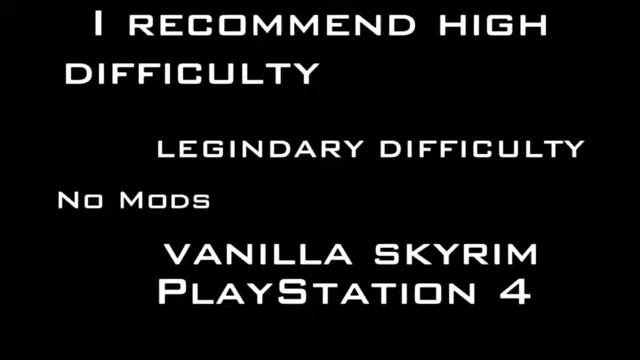 I RECOMMEND HIGH
DIFFICULTY
LEGINDARY DIFFICULTY
NO MODS
VANILLA SKYRIM
PLAYSTATION 4